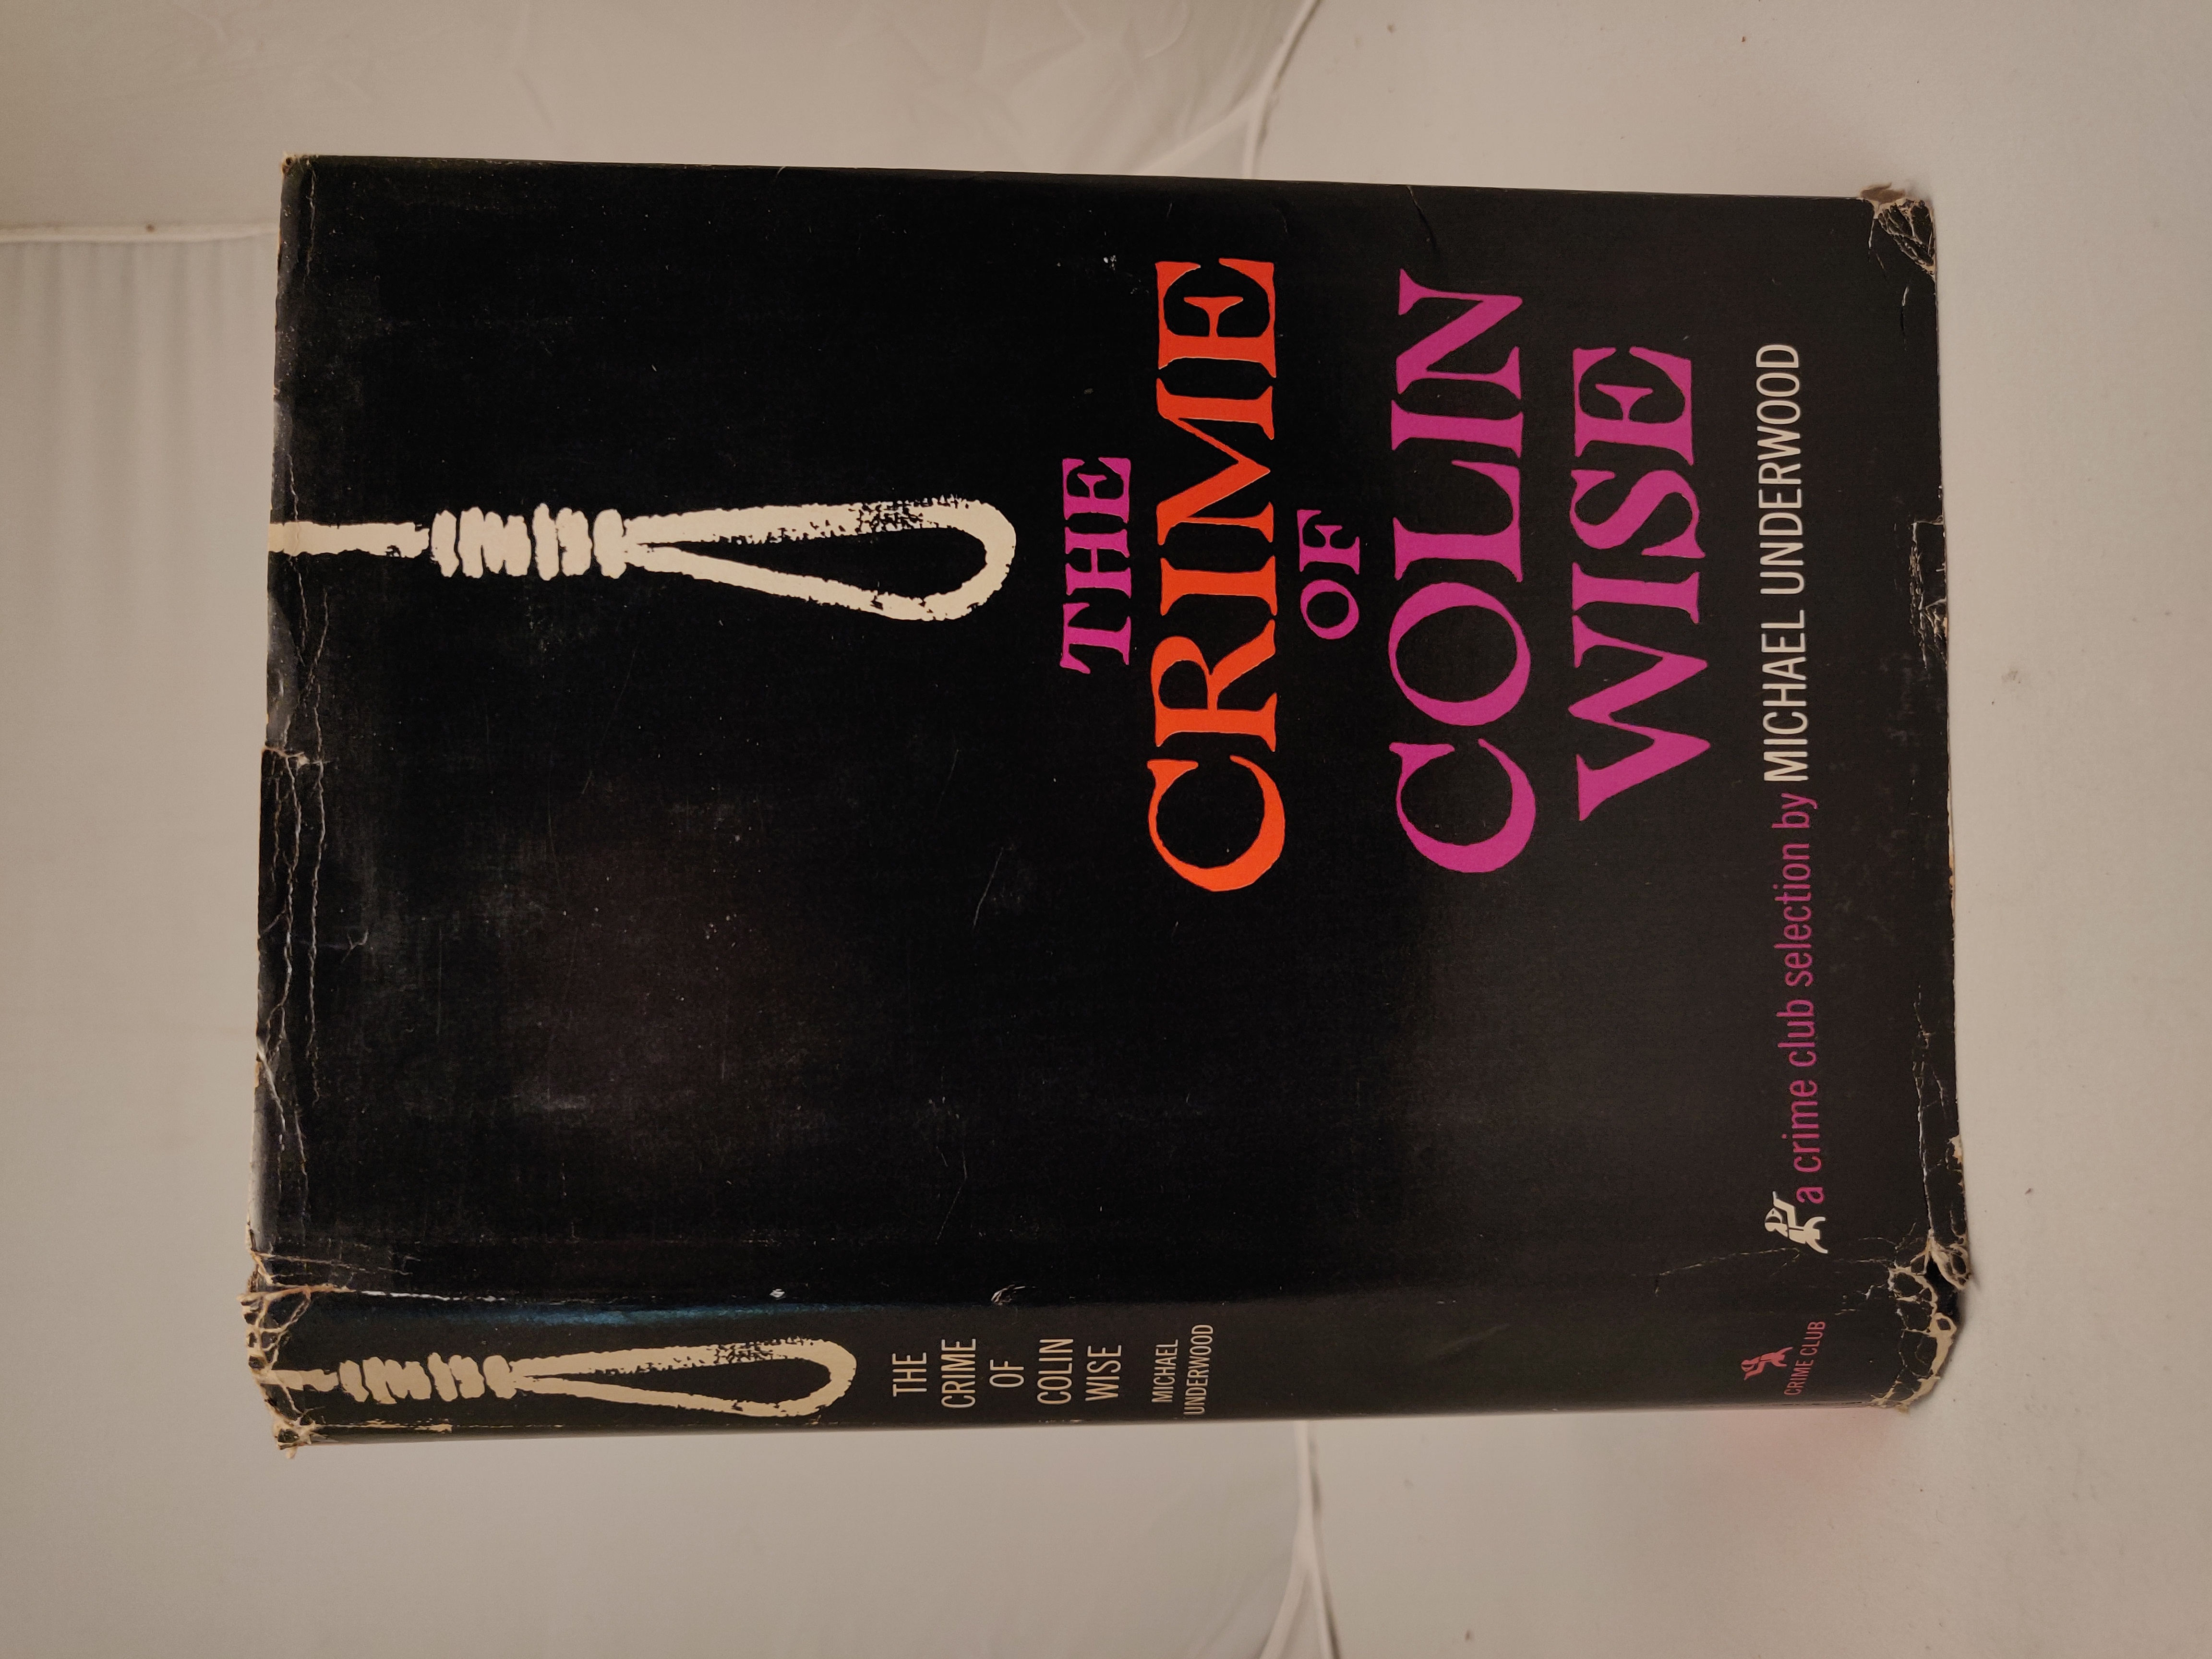 THE
CRIME
OF
COLIN
WISE
a crime club selection by MICHAEL UNDERWOOD
THE
CRIME
OF
COLIN
WISE
MICHAEL
UNDERWOOD
CRIME CLUB